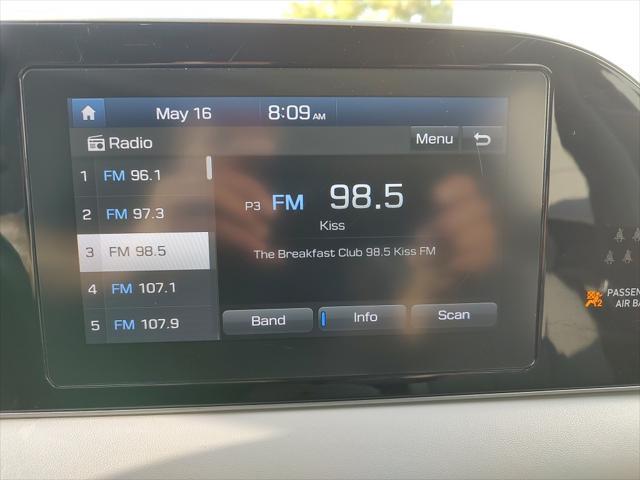 May 16 8:09 AM
Radio Menu
1 FM 96.1
2 FM 97.3
3 FM 98.5
4 FM 107.1
5 FM 107.9
P3 FM 98.5
Kiss
The Breakfast Club 98.5 Kiss FM
Band Info Scan
PASSEN
AIR BA